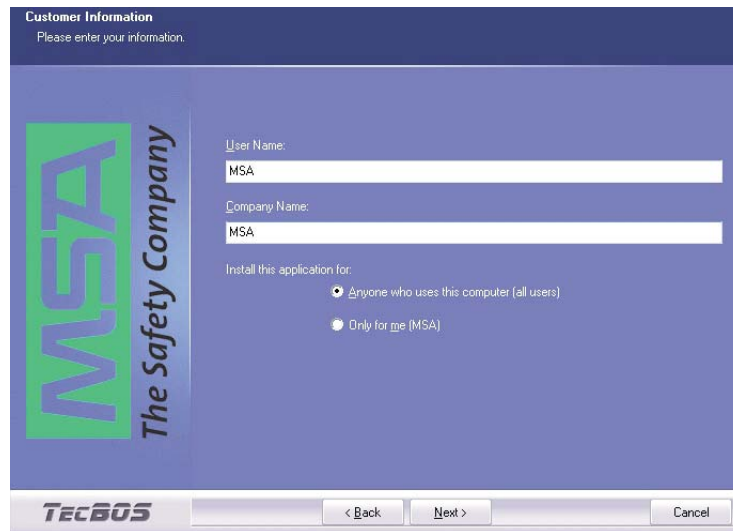 Customer Information
Please enter your information.
MSA
The Safety Company
User Name:
MSA
Company Name:
MSA
Install this application for:
Anyone who uses this computer (all users)
Only for me (MSA)
TECBOS
< Back
Next >
Cancel